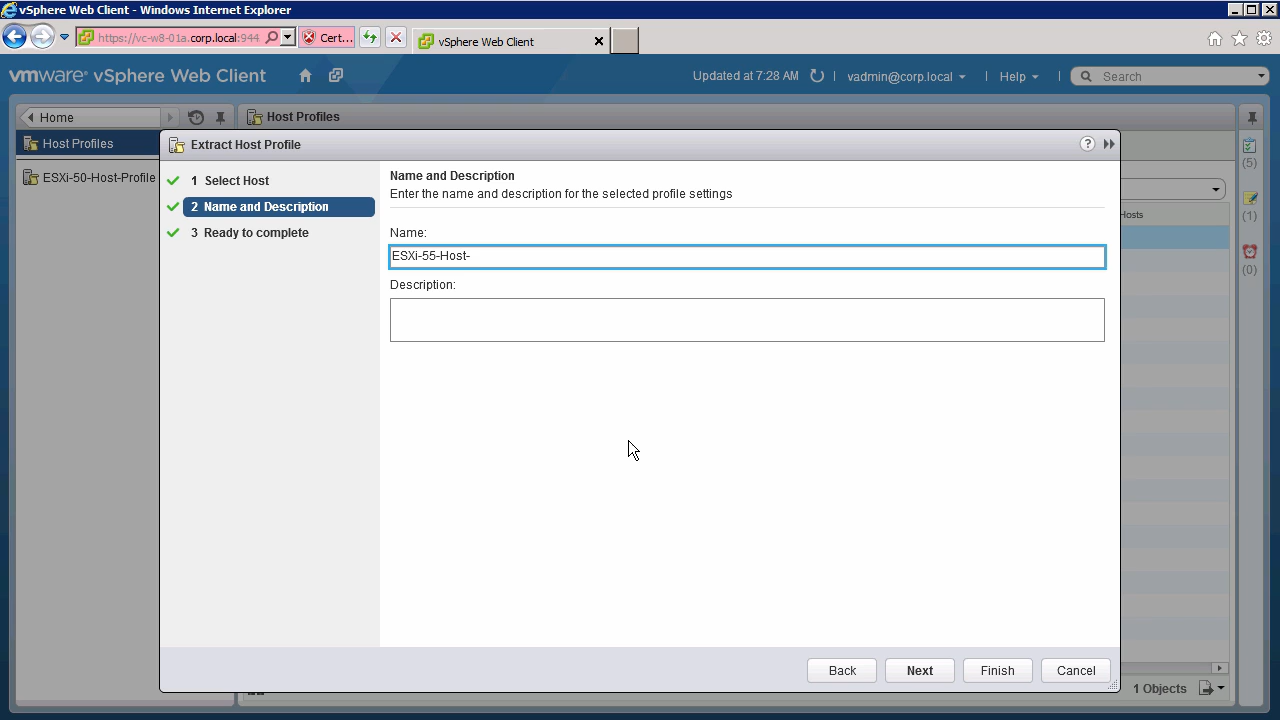 vSphere Web Client - Windows Internet Explorer
https://vc-w8-01a.corp.local:944
Cert...
vSphere Web Client
vmware® vSphere Web Client
Updated at 7:28 AM
vadmin@corp.local
Help
Search
Home
Host Profiles
Host Profiles
ESXi-50-Host-Profile
Extract Host Profile
1 Select Host
2 Name and Description
3 Ready to complete
Name and Description
Enter the name and description for the selected profile settings
Name:
ESXi-55-Host-
Description:
Hosts
(5)
(1)
(0)
Back
Next
Finish
Cancel
1 Objects